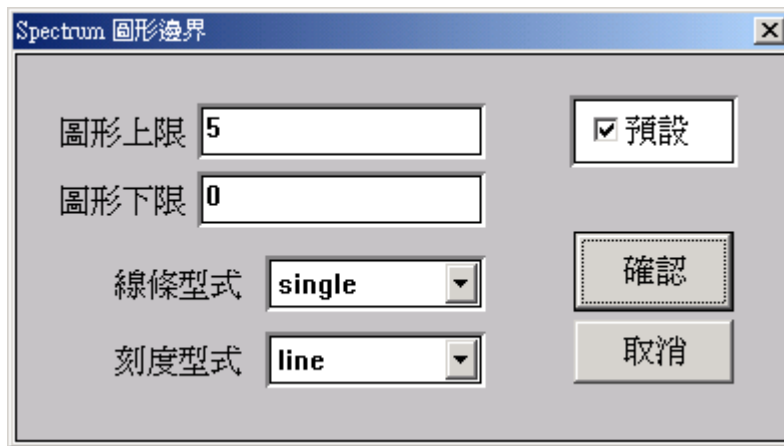 Spectrum 圖形邊界
圖形上限 5
預設
圖形下限 0
線條型式 single
確認
刻度型式 line
取消